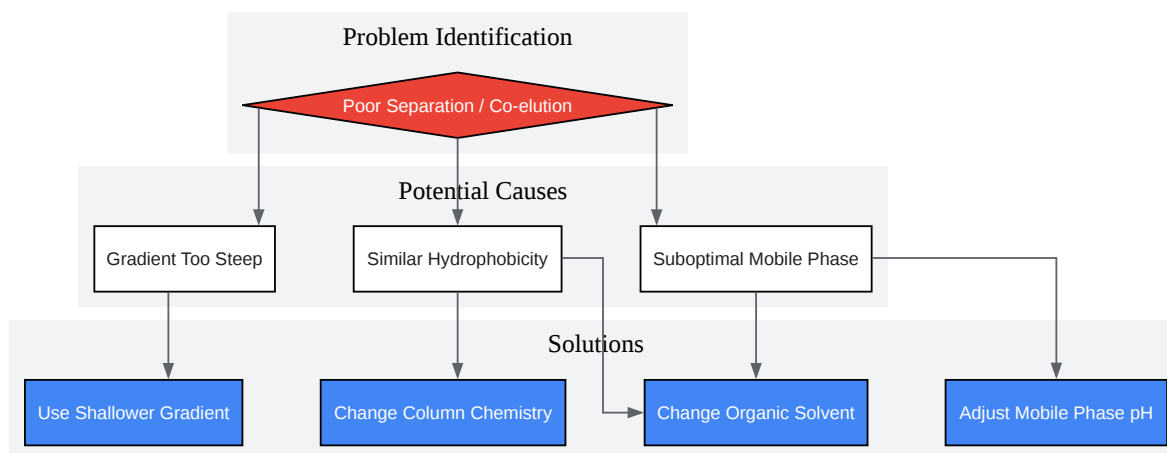 Problem Identification
Poor Separation / Co-elution
Potential Causes
Gradient Too Steep
Similar Hydrophobicity
Suboptimal Mobile Phase
Solutions
Use Shallower Gradient
Change Column Chemistry
Change Organic Solvent
Adjust Mobile Phase pH